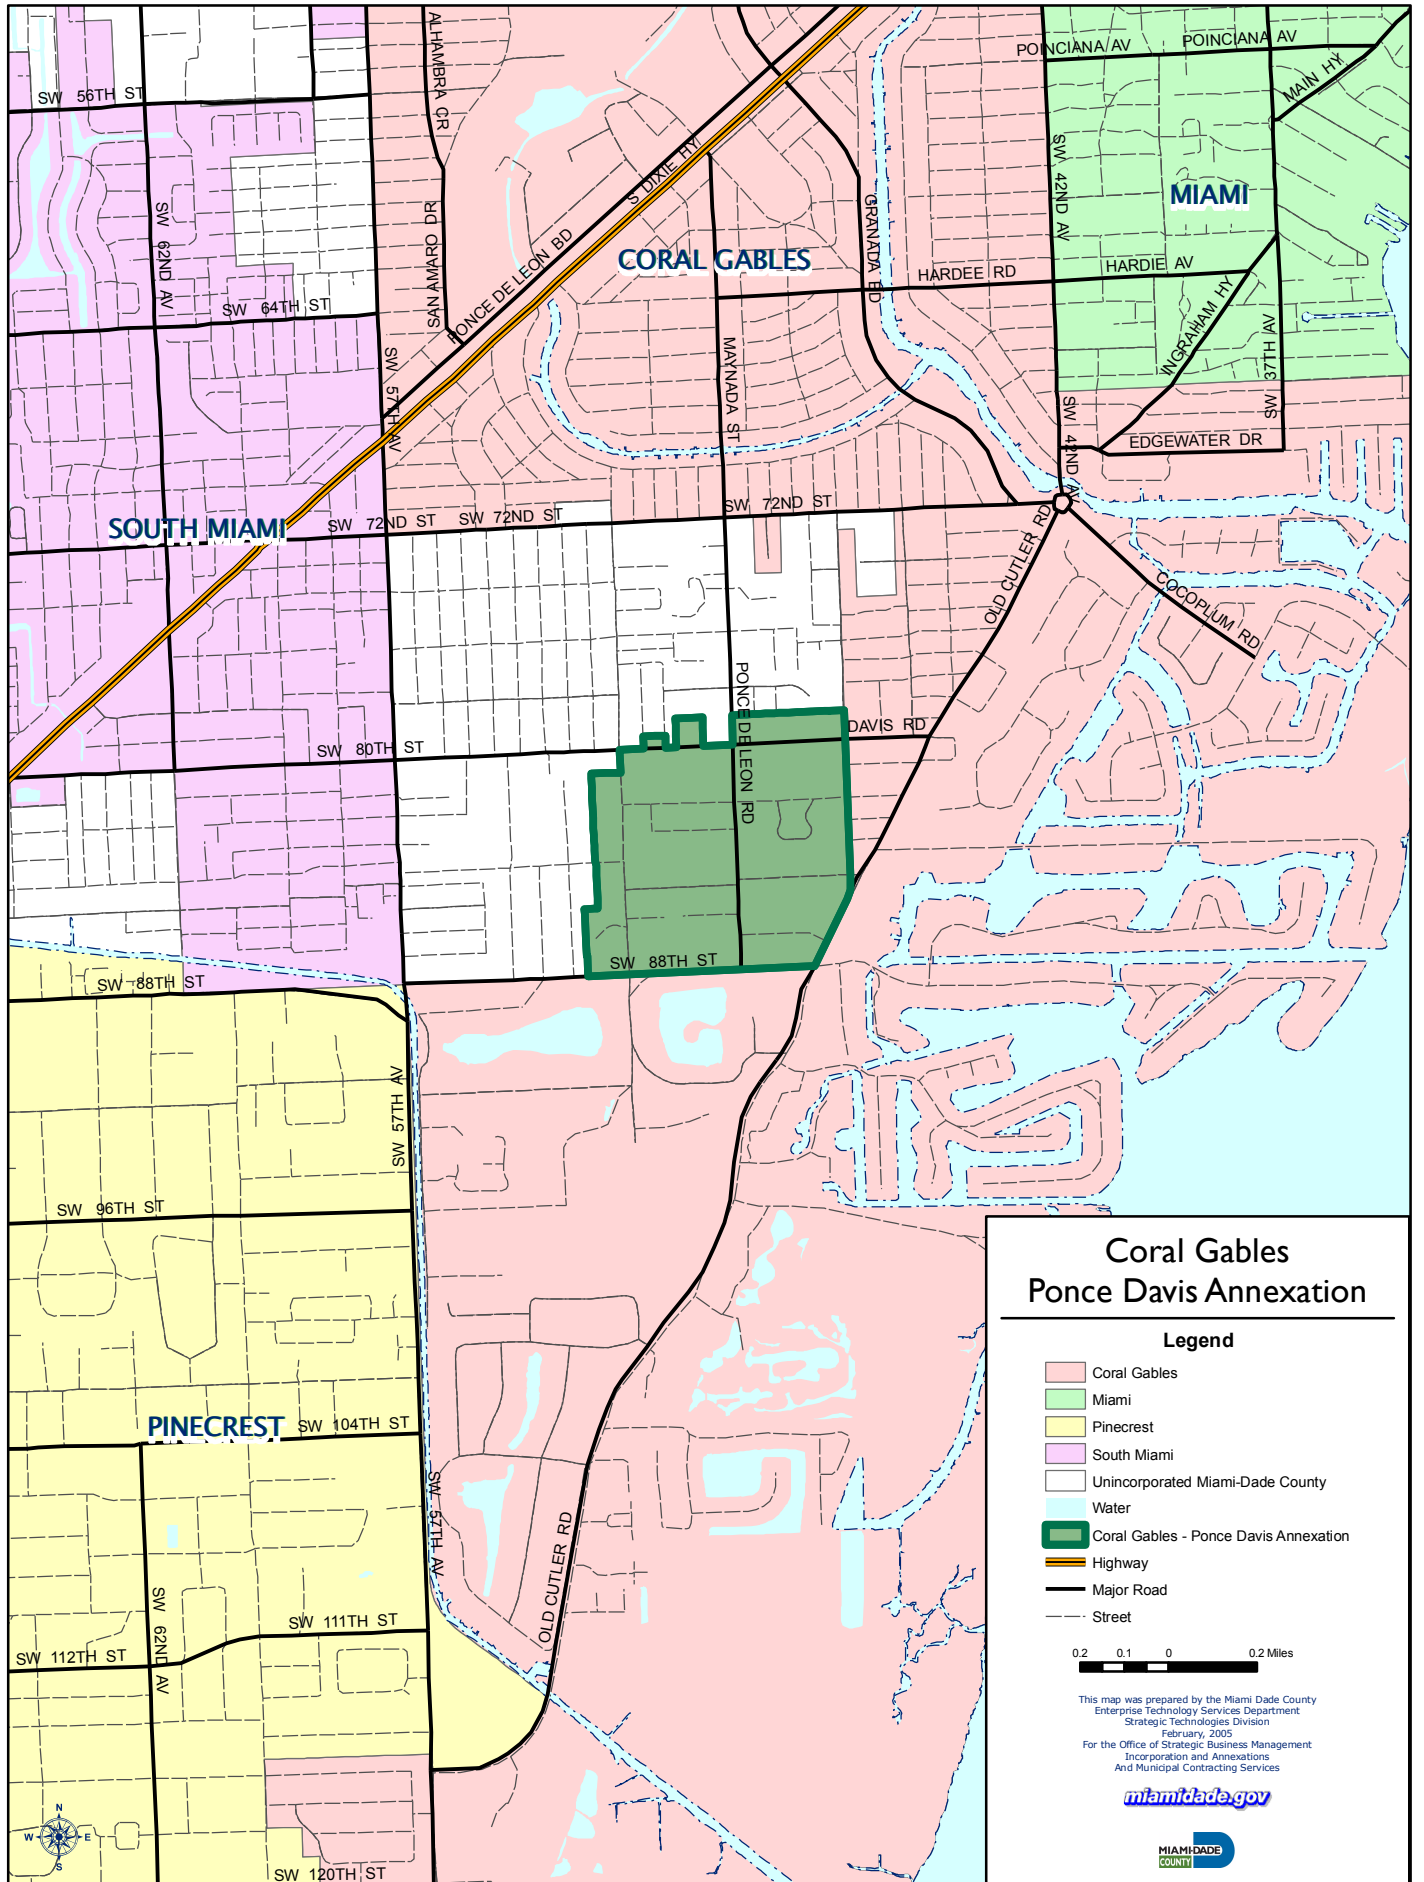 ALHAMBRA CR
POINCIANA AV
POINCIANA AV
MAIN HY
SW 56TH ST
SW 62ND AV
SAN AMARO DR
S DIXIE HY
PONCE DE LEON BD
GRANADA BD
SW 42ND AV
MIAMI
CORAL GABLES
HARDEE RD
HARDIE AV
INGRAHAM HY
SW 37TH AV
SW 64TH ST
SW 57TH AV
MAYNADA ST
SW 42ND AV
EDGEWATER DR
SOUTH MIAMI
SW 72ND ST
SW 72ND ST
SW 72ND ST
OLD CUTLER RD
COCOPLUM RD
PONCE DE LEON RD
DAVIS RD
SW 80TH ST
SW 88TH ST
SW 88TH ST
SW 57TH AV
SW 96TH ST
PINECREST
SW 104TH ST
SW 57TH AV
OLD CUTLER RD
SW 62ND AV
SW 111TH ST
SW 112TH ST
SW 120TH ST
N
W
E
S
Coral Gables
Ponce Davis Annexation
Legend
Coral Gables
Miami
Pinecrest
South Miami
Unincorporated Miami-Dade County
Water
Coral Gables - Ponce Davis Annexation
Highway
Major Road
Street
0.2 0.1 0 0.2 Miles
This map was prepared by the Miami Dade County
Enterprise Technology Services Department
Strategic Technologies Division
February, 2005
For the Office of Strategic Business Management
Incorporation and Annexations
And Municipal Contracting Services
miamidade.gov
MIAMI-DADE
COUNTY